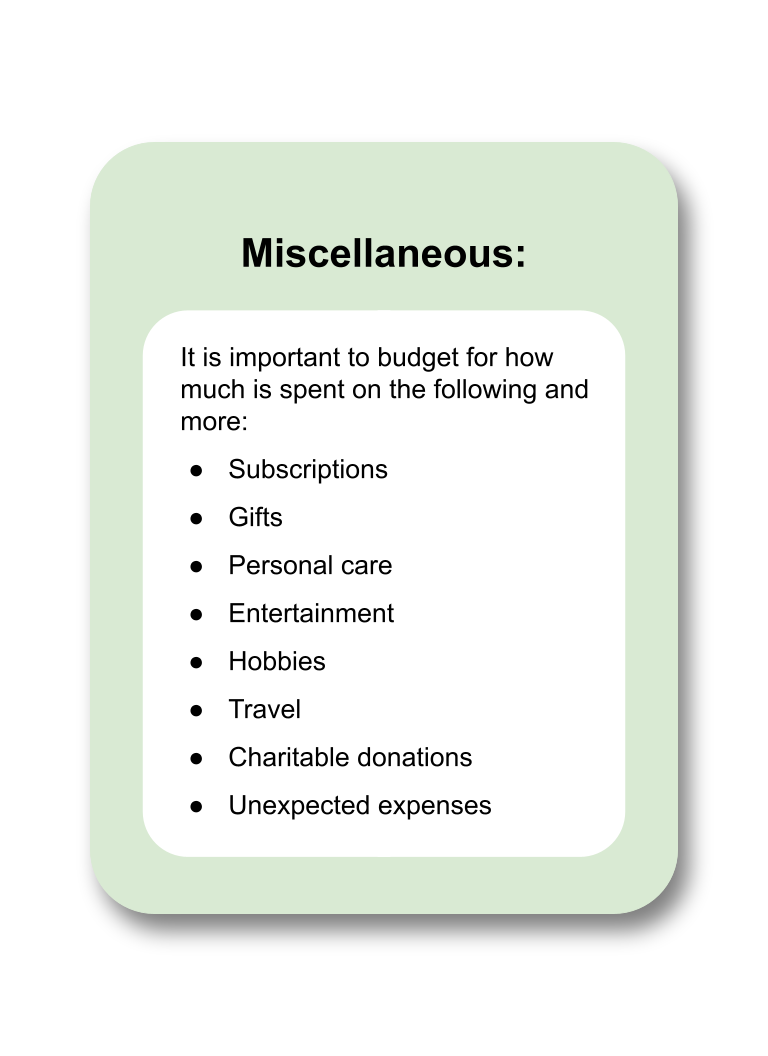 Miscellaneous:
It is important to budget for how
much is spent on the following and
more:
● Subscriptions
● Gifts
● Personal care
● Entertainment
● Hobbies
● Travel
● Charitable donations
● Unexpected expenses